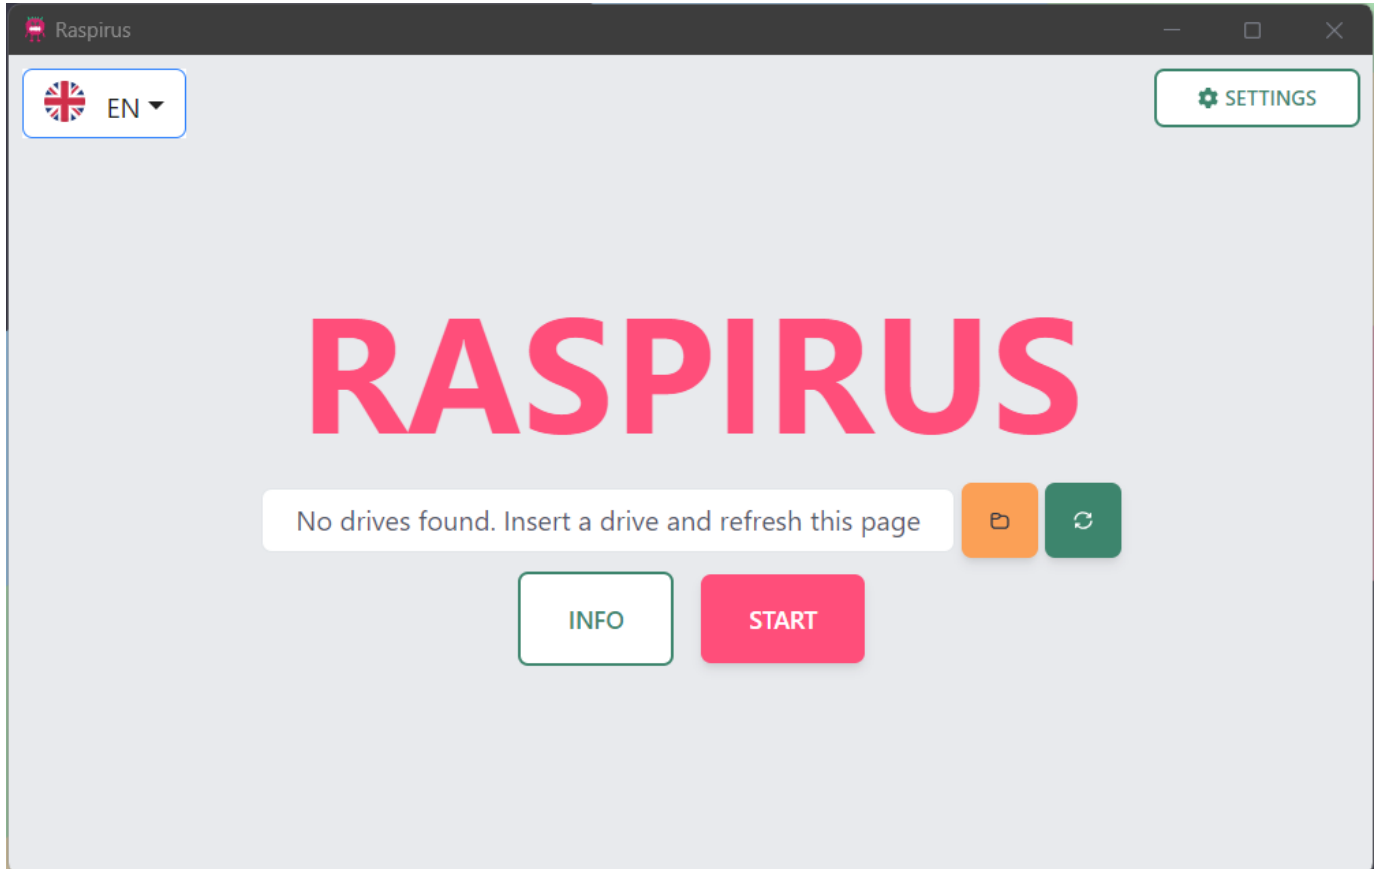 Raspirus
EN
SETTINGS
RASPIRUS
No drives found. Insert a drive and refresh this page
INFO
START